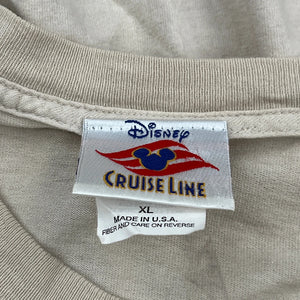 Disney
CRUISE LINE
XL
MADE IN U.S.A.
FIBER AND CARE ON REVERSE